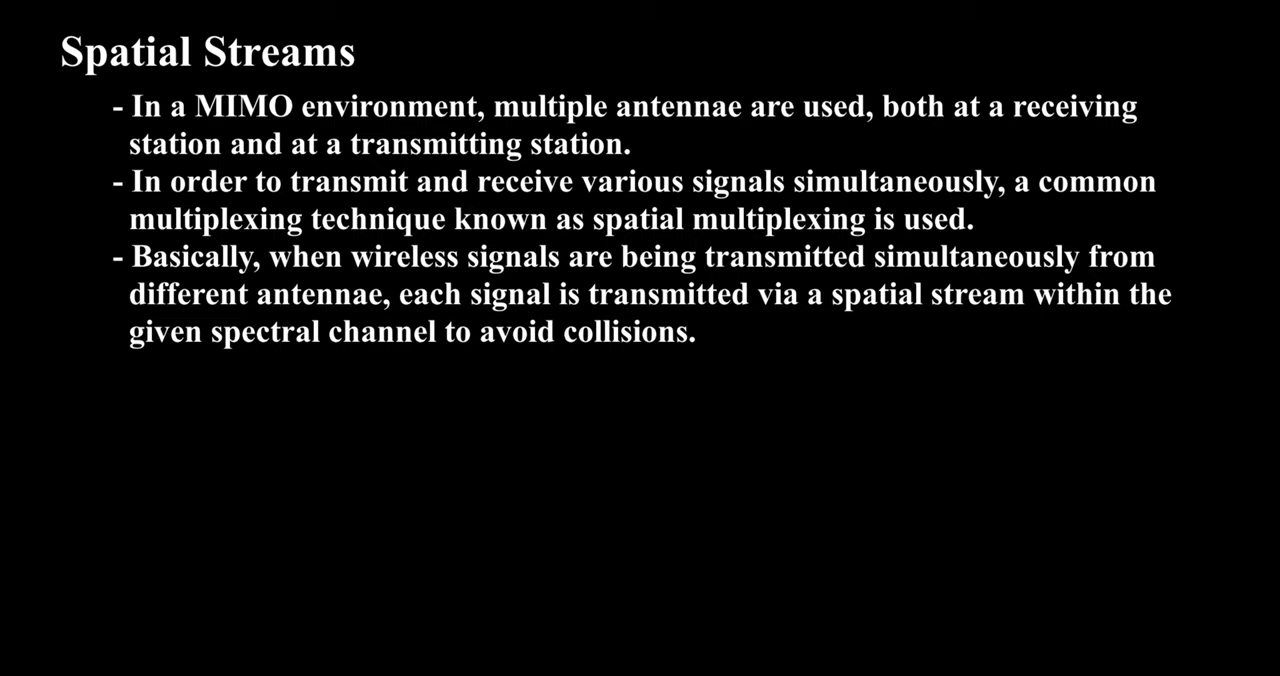 Spatial Streams
- In a MIMO environment, multiple antennae are used, both at a receiving
station and at a transmitting station.
- In order to transmit and receive various signals simultaneously, a common
multiplexing technique known as spatial multiplexing is used.
- Basically, when wireless signals are being transmitted simultaneously from
different antennae, each signal is transmitted via a spatial stream within the
given spectral channel to avoid collisions.